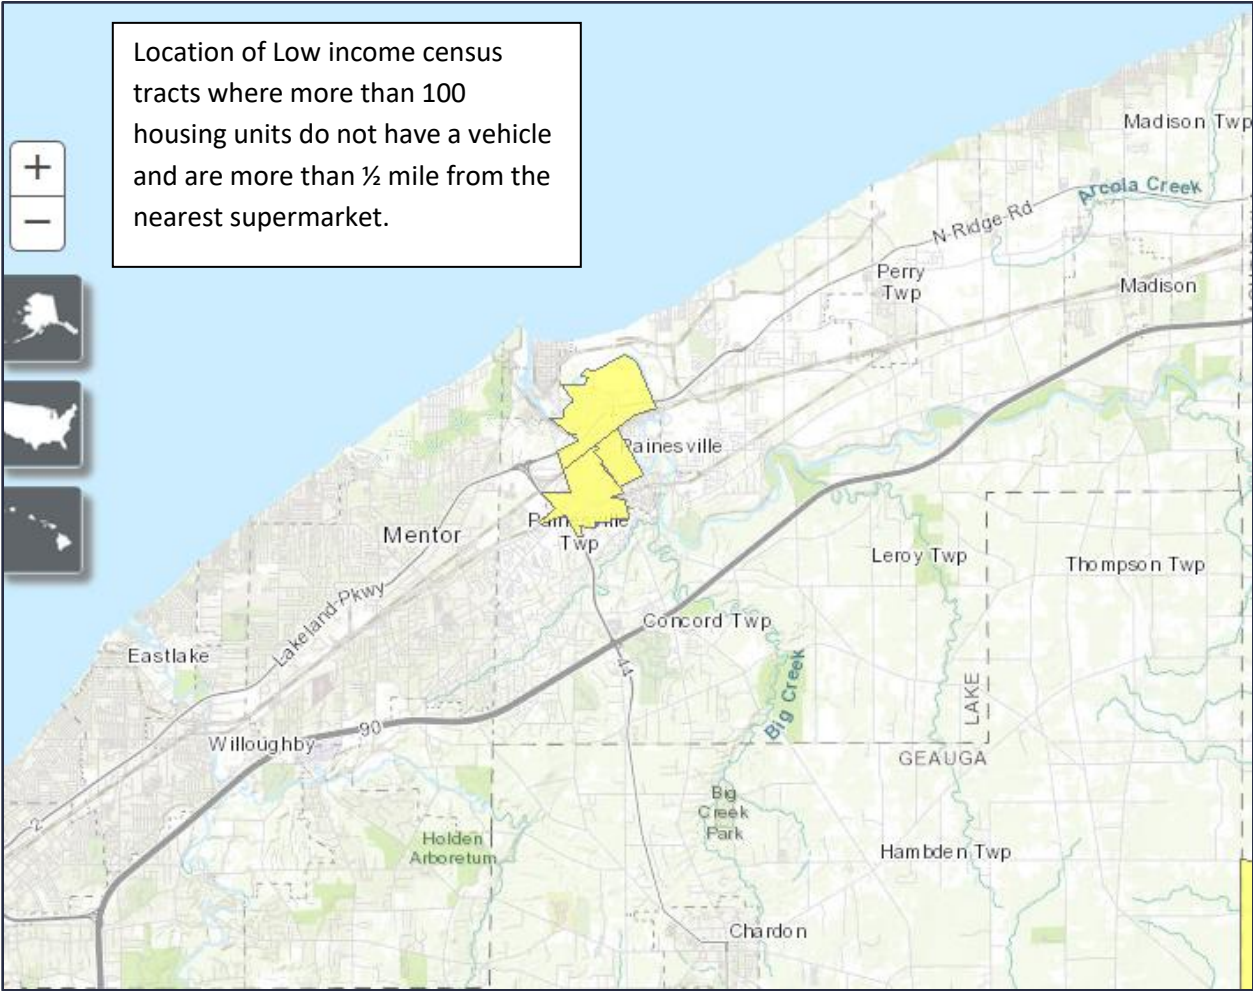 Location of Low income census
tracts where more than 100
housing units do not have a vehicle
and are more than ½ mile from the
nearest supermarket.
+
−
Madison Twp
Arcola Creek
N-Ridge-Rd
Perry
Twp
Madison
Painesville
Mentor
Twp
Leroy Twp
Thompson Twp
Lakeland-Pkwy
Concord Twp
Eastlake
44
Big Creek
LAKE
90
Willoughby
GEAUGA
2
Big
Creek
Park
Holden
Arboretum
Hambden Twp
Chardon